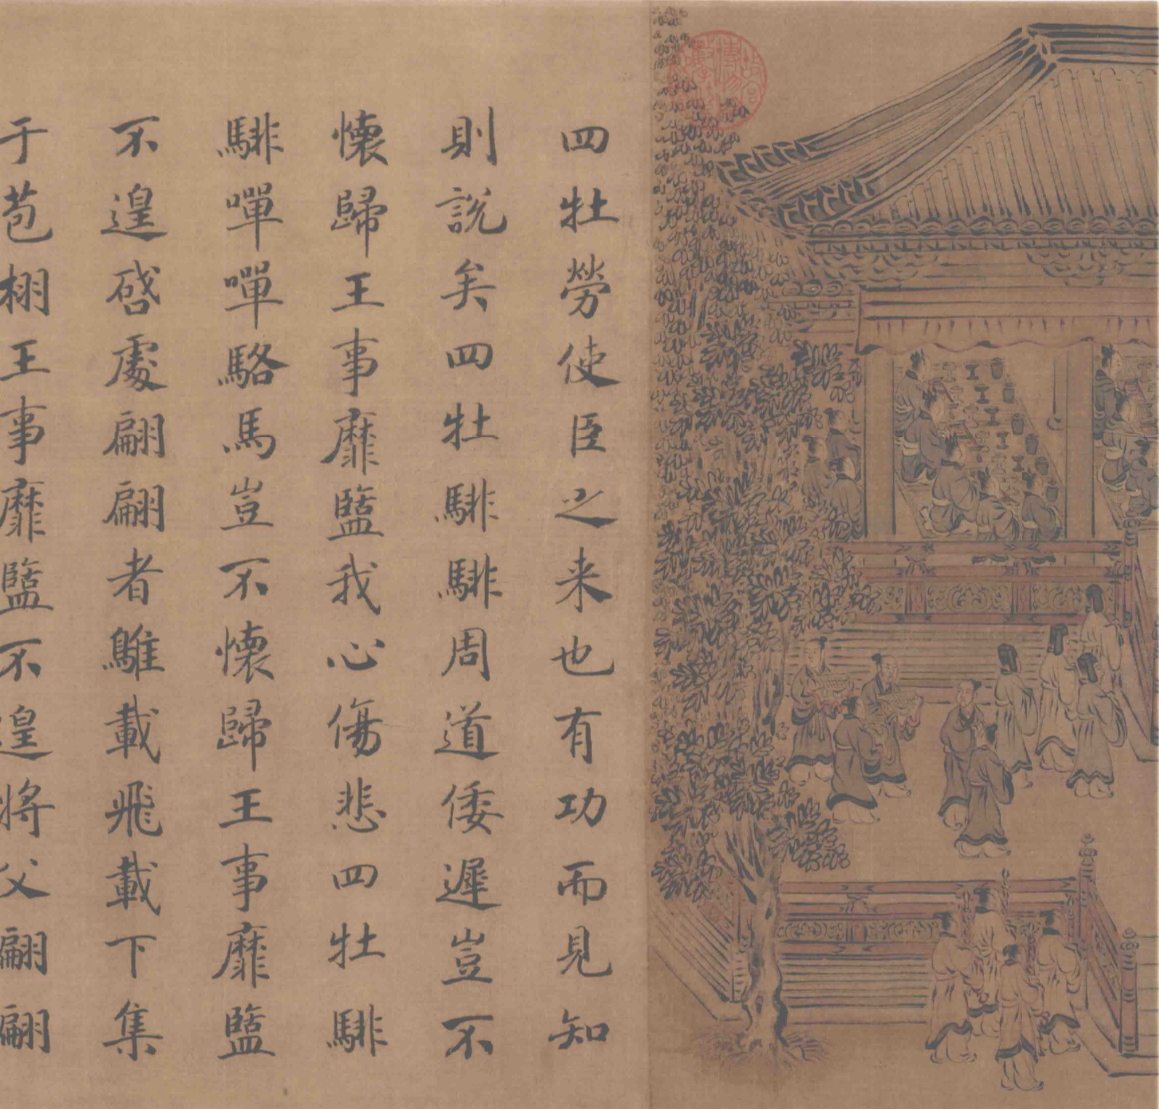 四牡勞使臣之来也有功而見知
則説矣四牡騑騑周道倭遲豈不
懷歸王事靡盬我心傷悲四牡騑
騑嘽嘽駱馬豈不懷歸王事靡盬
不遑啓處翩翩者鵻載飛載下集
于苞栩王事靡盬不遑將父翩翩